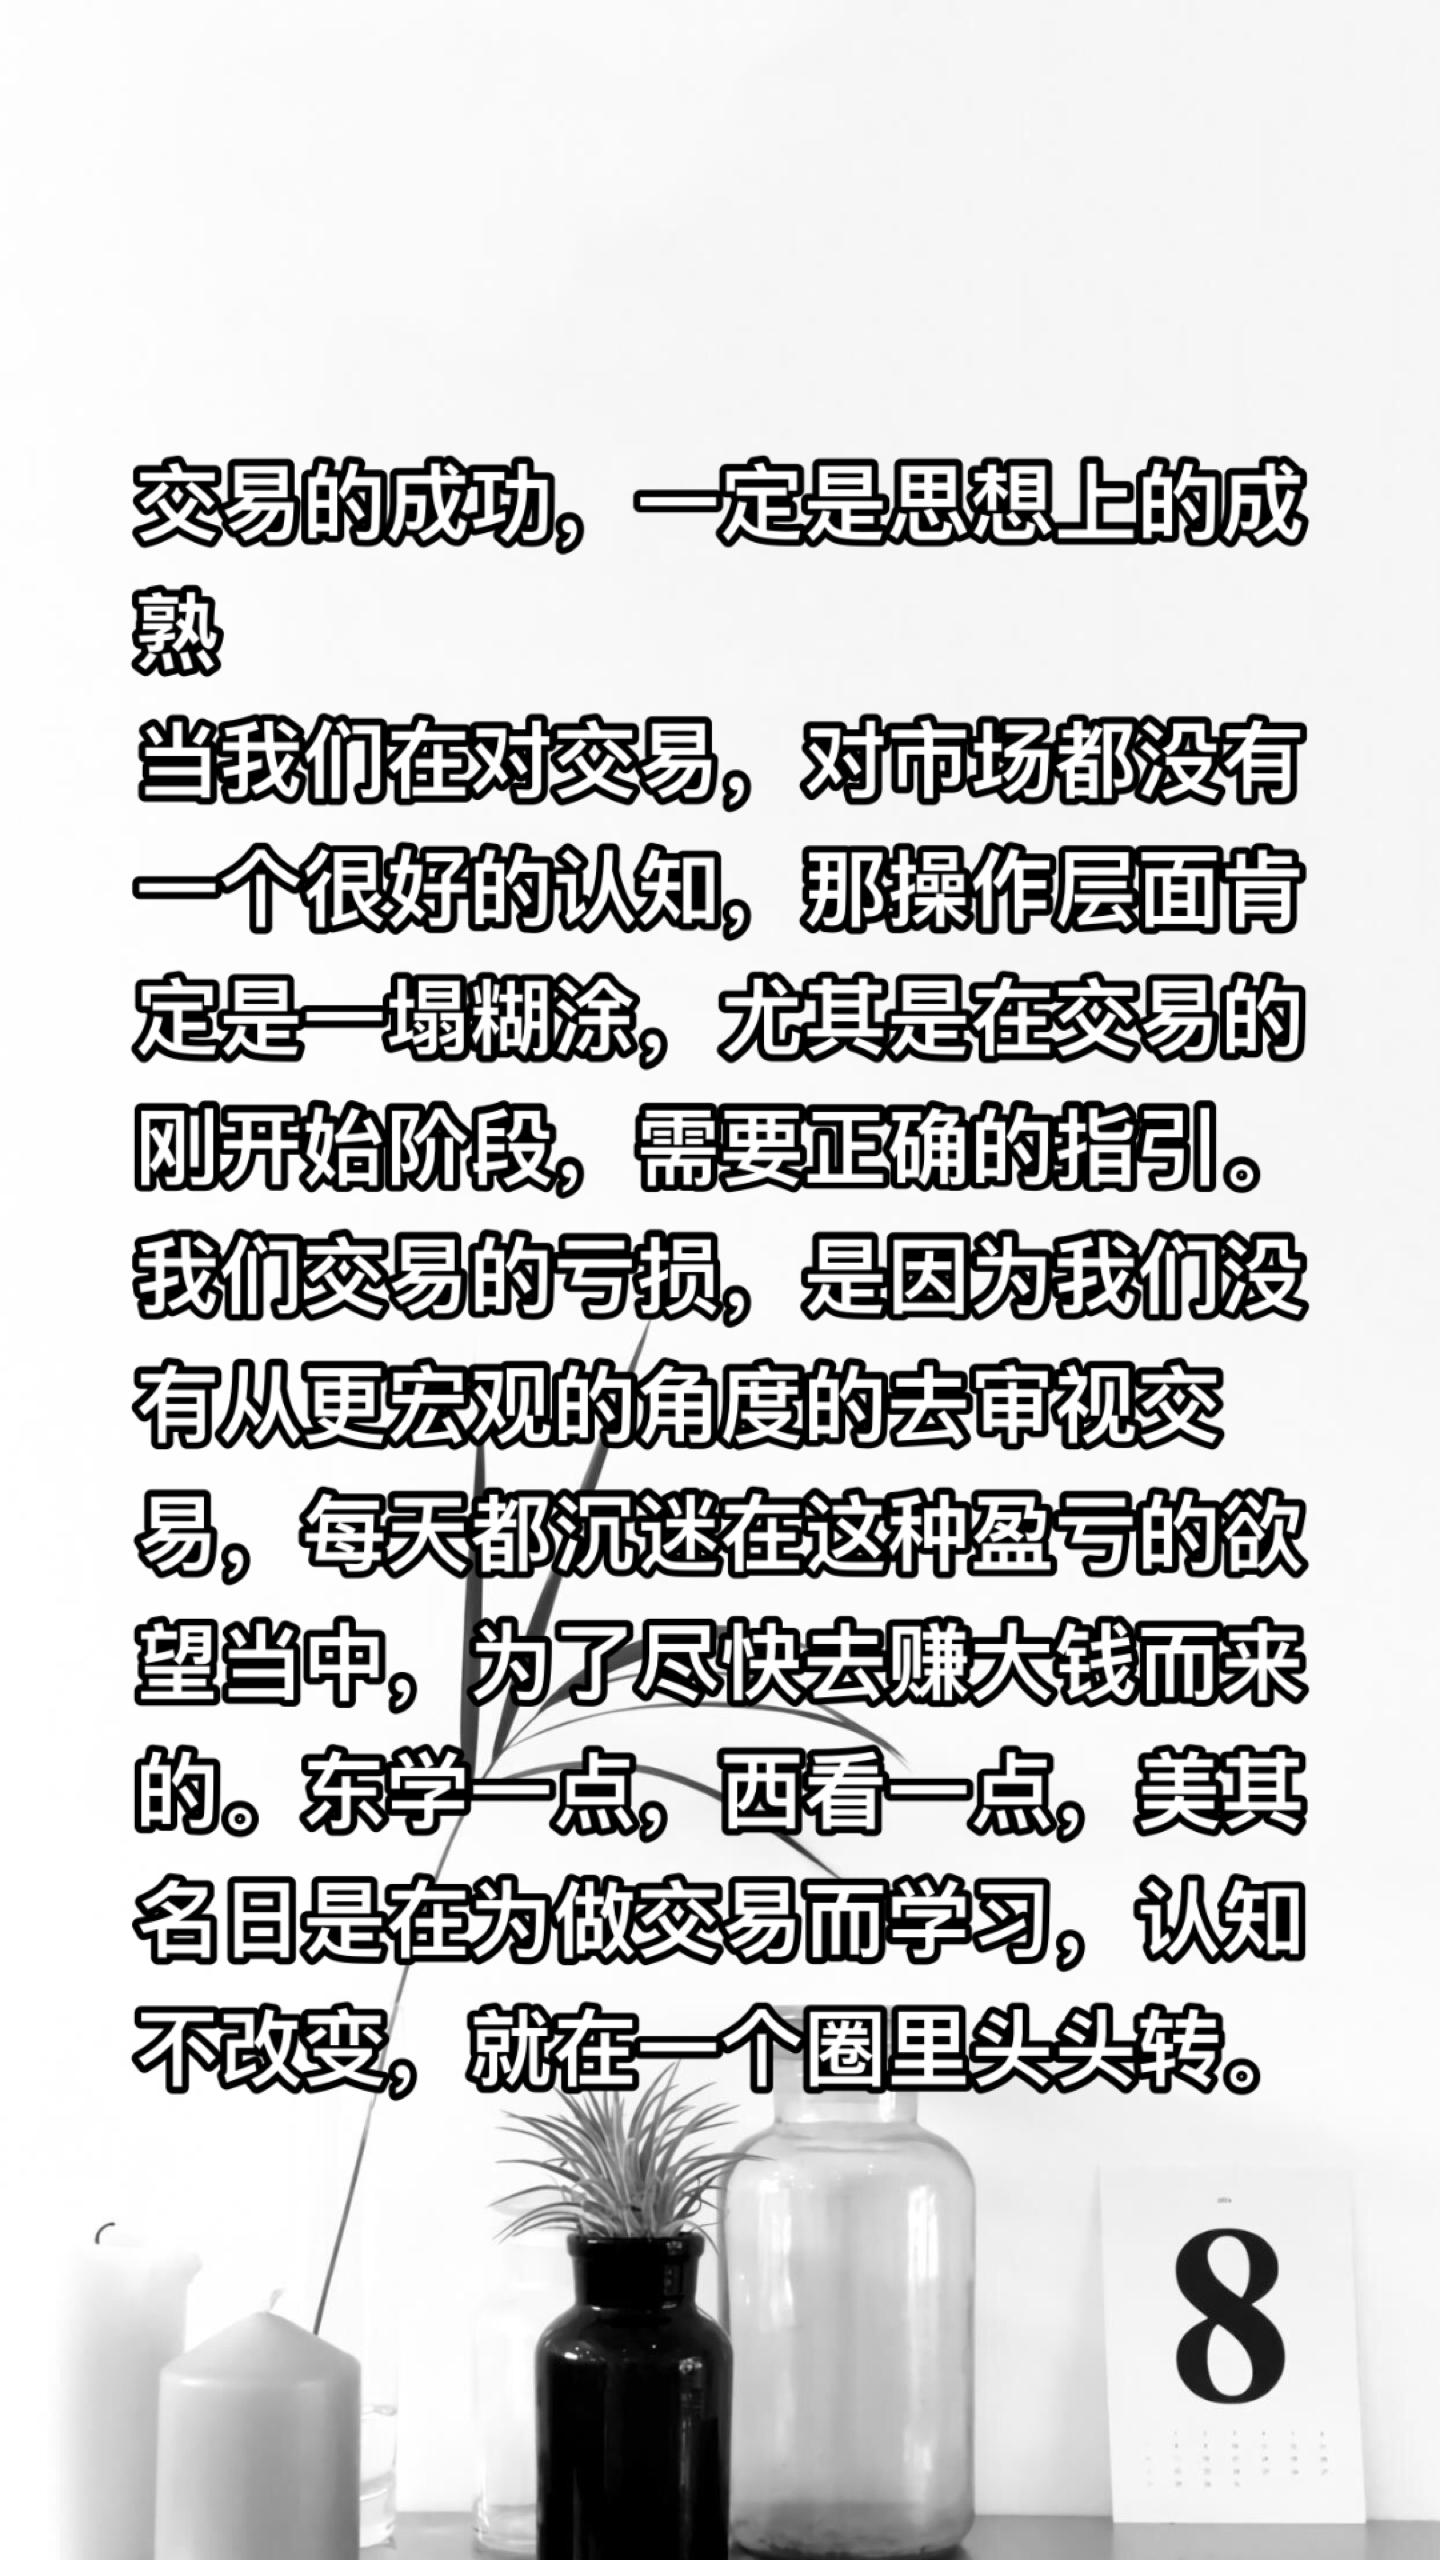 交易的成功，一定是思想上的成
熟
当我们在对交易，对市场都没有
一个很好的认知，那操作层面肯
定是一塌糊涂，尤其是在交易的
刚开始阶段，需要正确的指引。
我们交易的亏损，是因为我们没
有从更宏观的角度的去审视交
易，每天都沉迷在这种盈亏的欲
望当中，为了尽快去赚大钱而来
的。东学一点，西看一点，美其
名日是在为做交易而学习，认知
不改变，就在一个圈里头头转。
8